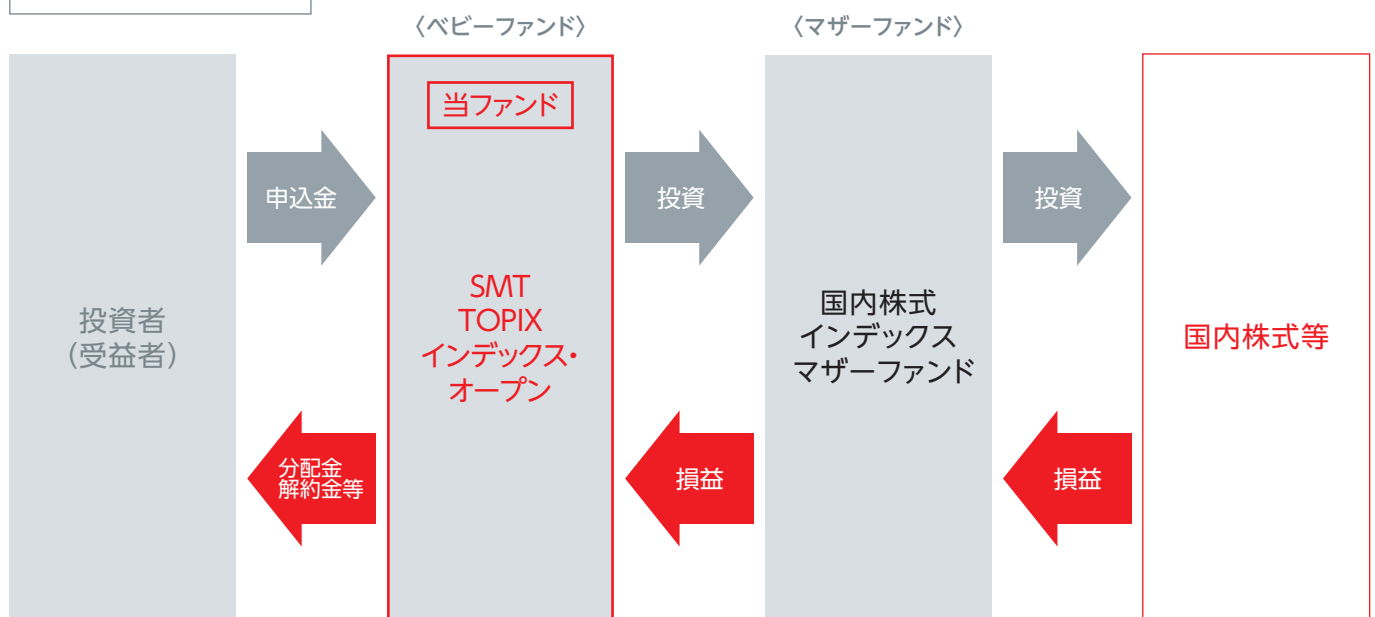 〈ベビーファンド〉
〈マザーファンド〉
当ファンド
申込金
投資
投資
投資者
(受益者)
SMT
TOPIX
インデックス・
オープン
国内株式
インデックス
マザーファンド
国内株式等
分配金
解約金等
損益
損益